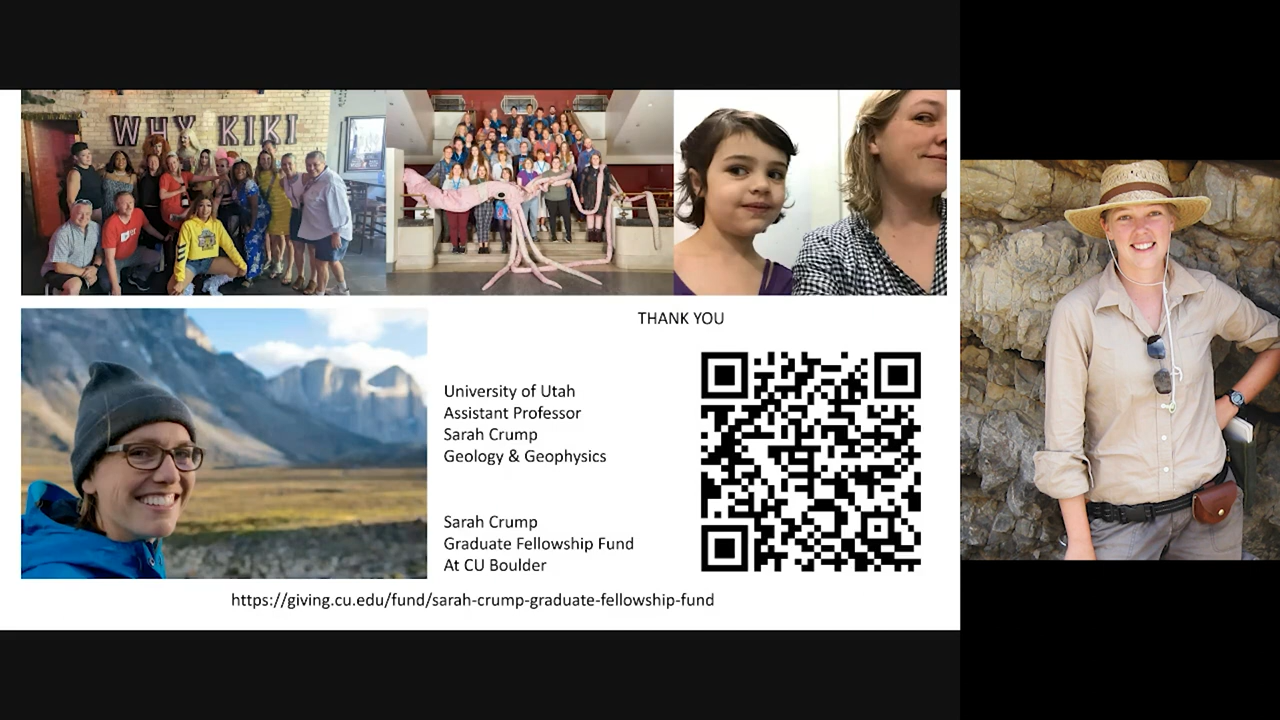 WHY KIKI
THANK YOU
University of Utah
Assistant Professor
Sarah Crump
Geology & Geophysics
Sarah Crump
Graduate Fellowship Fund
At CU Boulder
https://giving.cu.edu/fund/sarah-crump-graduate-fellowship-fund